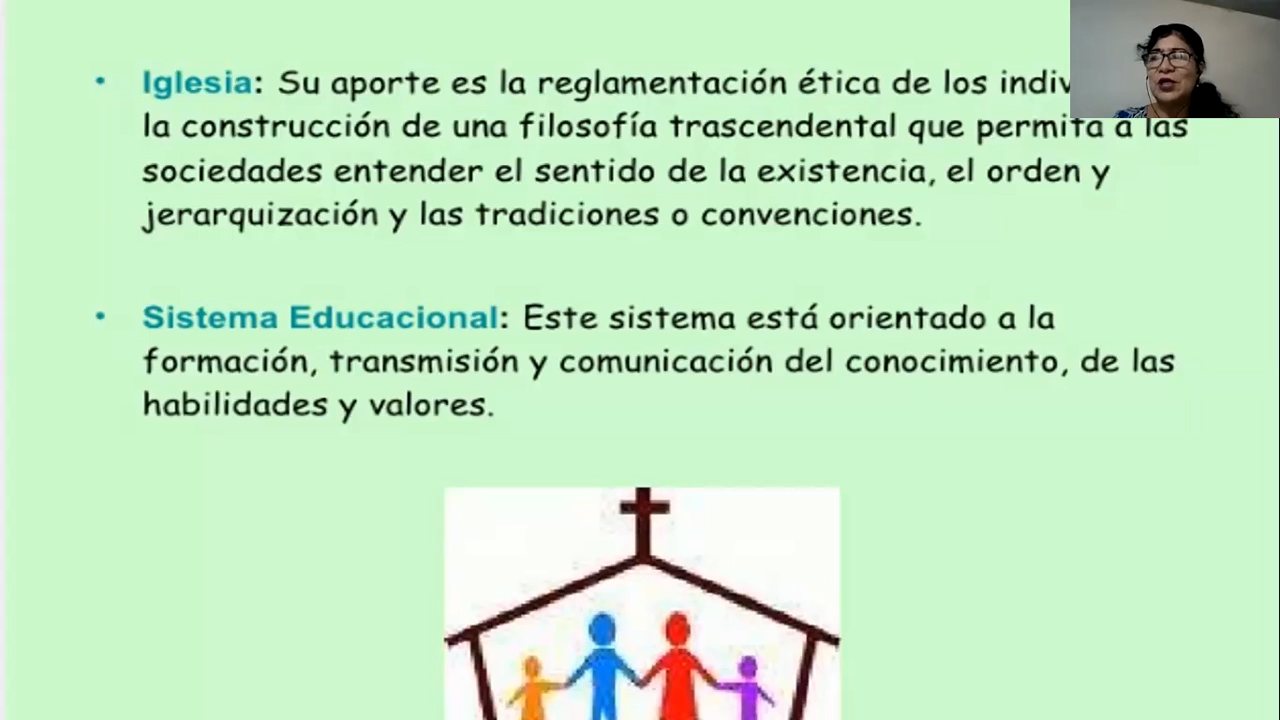 • Iglesia: Su aporte es la reglamentación ética de los
la construcción de una filosofía trascendental que permita a las
sociedades entender el sentido de la existencia, el orden y
jerarquización y las tradiciones o convenciones.
• Sistema Educacional: Este sistema está orientado a la
formación, transmisión y comunicación del conocimiento, de las
habilidades y valores.